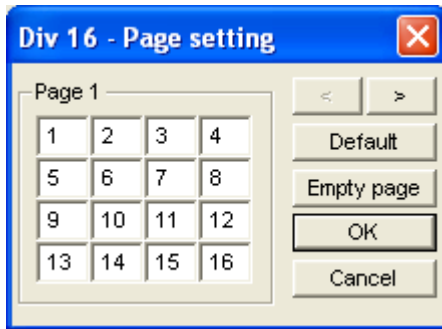 Div 16 - Page setting
Page 1
1 2 3 4
5 6 7 8
9 10 11 12
13 14 15 16
< >
Default
Empty page
OK
Cancel